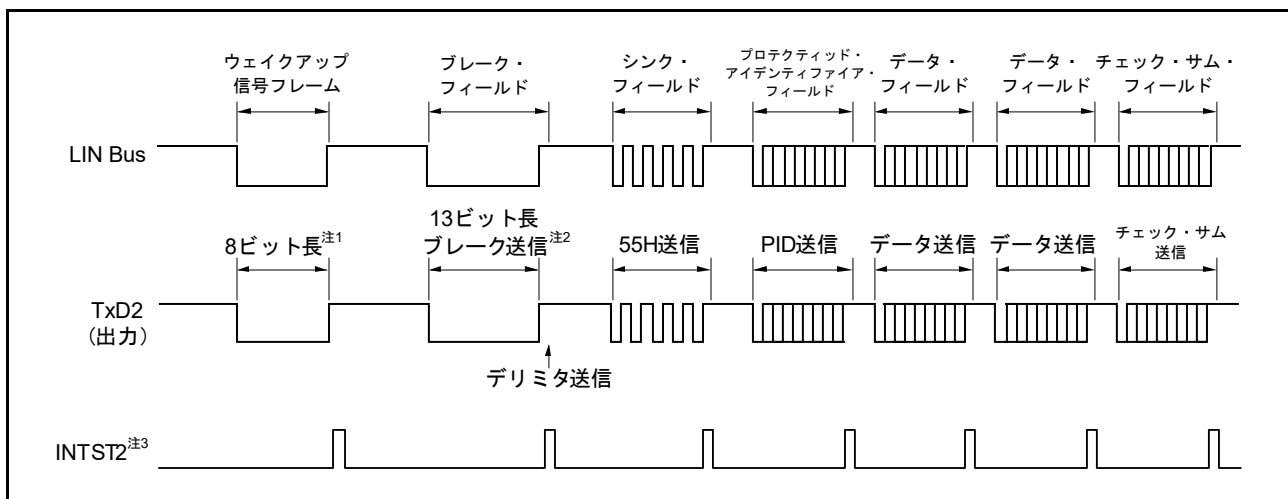 ウェイクアップ
信号フレーム
ブレーク・
フィールド
シンク・
フィールド
プロテクティッド・
アイデンティファイア・
フィールド
データ・
フィールド
データ・
フィールド
チェック・サム・
フィールド
LIN Bus
8ビット長注1
13ビット長
ブレーク送信注2
55H送信
PID送信
データ送信
データ送信
チェック・サム
送信
TxD2
(出力)
デリミタ送信
INTST2注3